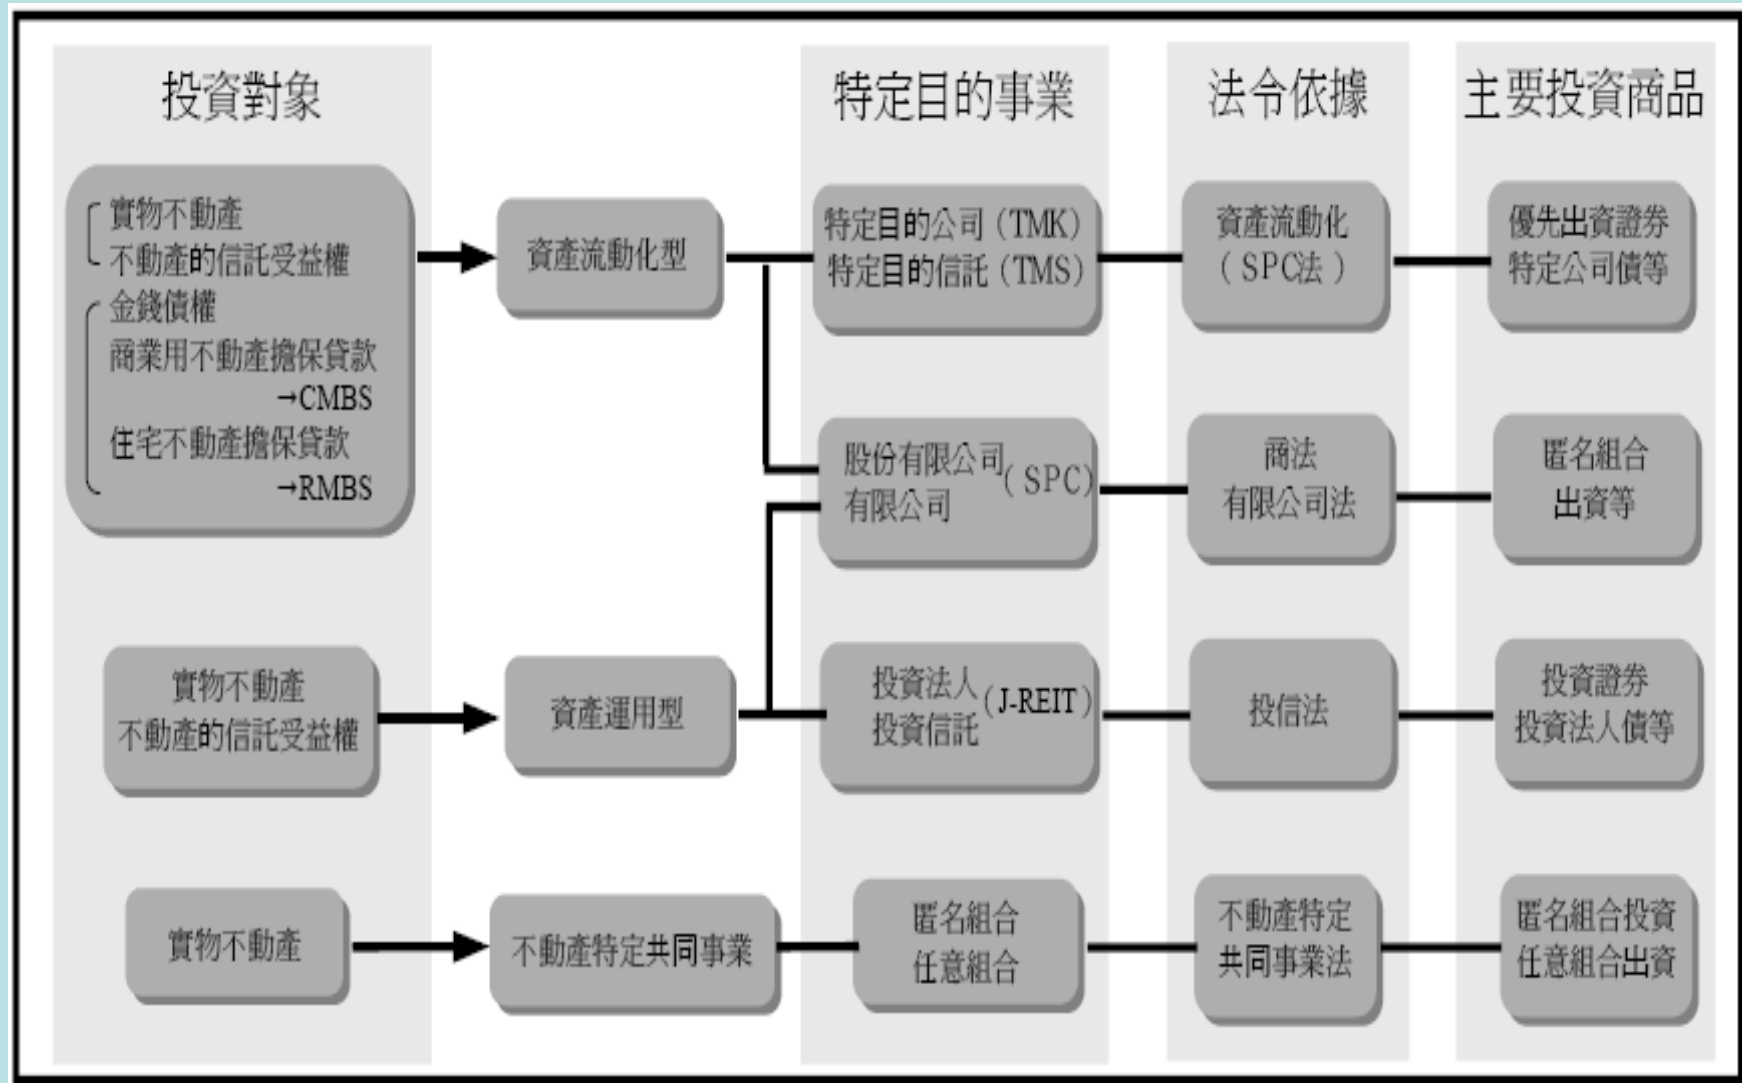 投資對象
特定目的事業
法令依據
主要投資商品
實物不動產
不動產的信託受益權
金錢債權
商業用不動產擔保貸款
→CMBS
住宅不動產擔保貸款
→RMBS
資產流動化型
特定目的公司（TMK）
特定目的信託（TMS）
資產流動化
（SPC法）
優先出資證券
特定公司債等
股份有限公司
有限公司
（SPC）
商法
有限公司法
匿名組合
出資等
實物不動產
不動產的信託受益權
資產運用型
投資法人
投資信託
（J-REIT）
投信法
投資證券
投資法人債等
實物不動產
不動產特定共同事業
匿名組合
任意組合
不動產特定
共同事業法
匿名組合投資
任意組合出資